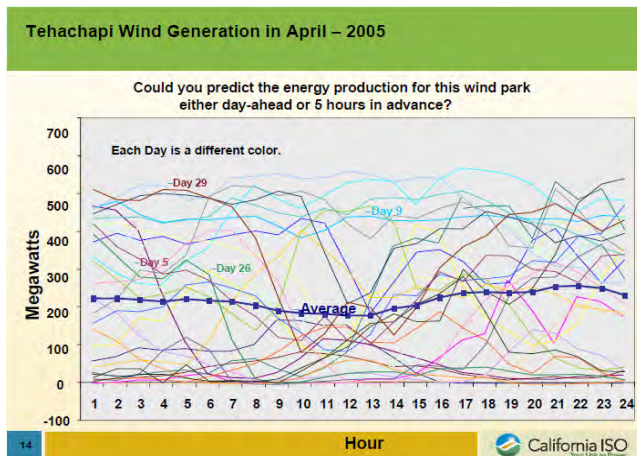 Tehachapi Wind Generation in April – 2005
Could you predict the energy production for this wind park
either day-ahead or 5 hours in advance?
700
600
500
400
300
200
100
0
-100
Megawatts
Each Day is a different color.
–Day 29
–Day 9
–Day 5
–Day 26
Average
1 2 3 4 5 6 7 8 9 10 11 12 13 14 15 16 17 18 19 20 21 22 23 24
14
Hour
California ISO
Your Link to Power